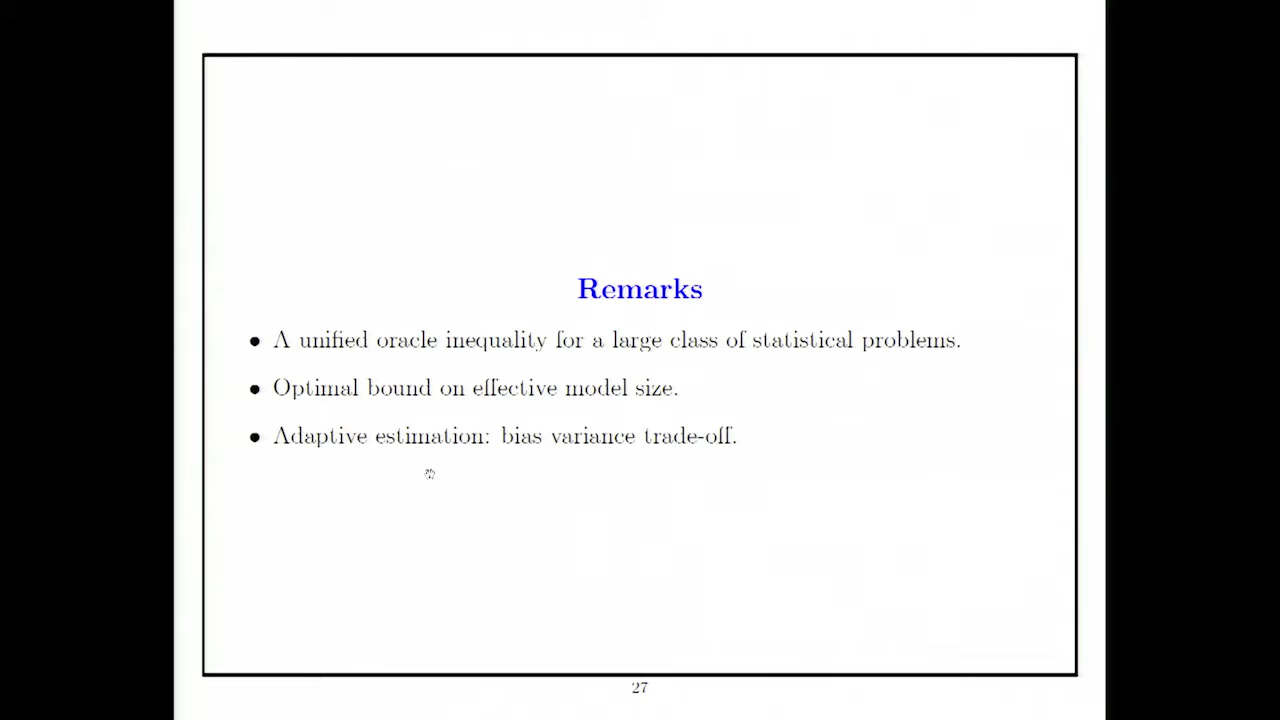 Remarks
• A unified oracle inequality for a large class of statistical problems.
• Optimal bound on effective model size.
• Adaptive estimation: bias variance trade-off.
27